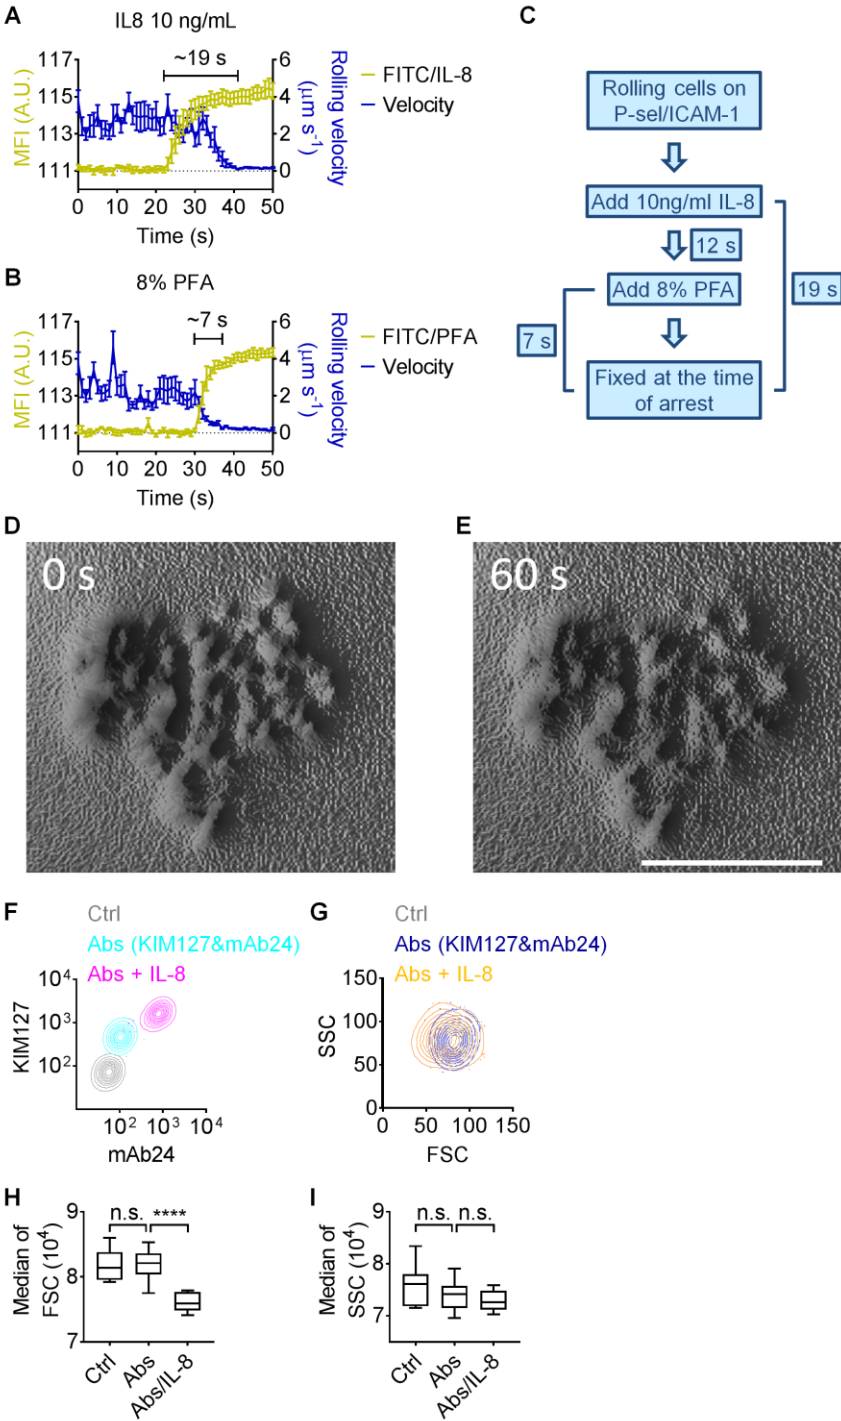 A
IL8 10 ng/mL
~19 s
117
115
113
111
MFI (A.U.)
6
4
2
0
Rolling velocity
(μm s-1)
0 10 20 30 40 50
Time (s)
FITC/IL-8
Velocity
B
8% PFA
~7 s
117
115
113
111
MFI (A.U.)
6
4
2
0
Rolling velocity
(μm s-1)
0 10 20 30 40 50
Time (s)
FITC/PFA
Velocity
C
Rolling cells on
P-sel/ICAM-1
Add 10ng/ml IL-8
12 s
Add 8% PFA
19 s
7 s
Fixed at the time
of arrest
D
0 s
E
60 s
F
Ctrl
Abs (KIM127&mAb24)
Abs + IL-8
10⁴
10³
10²
KIM127
10² 10³ 10⁴
mAb24
G
Ctrl
Abs (KIM127&mAb24)
Abs + IL-8
150
100
50
0
SSC
0 50 100 150
FSC
H
n.s. ****
9
8
7
Median of
FSC (10⁴)
Ctrl
Abs
Abs/IL-8
I
n.s. n.s.
9
8
7
Median of
SSC (10⁴)
Ctrl
Abs
Abs/IL-8